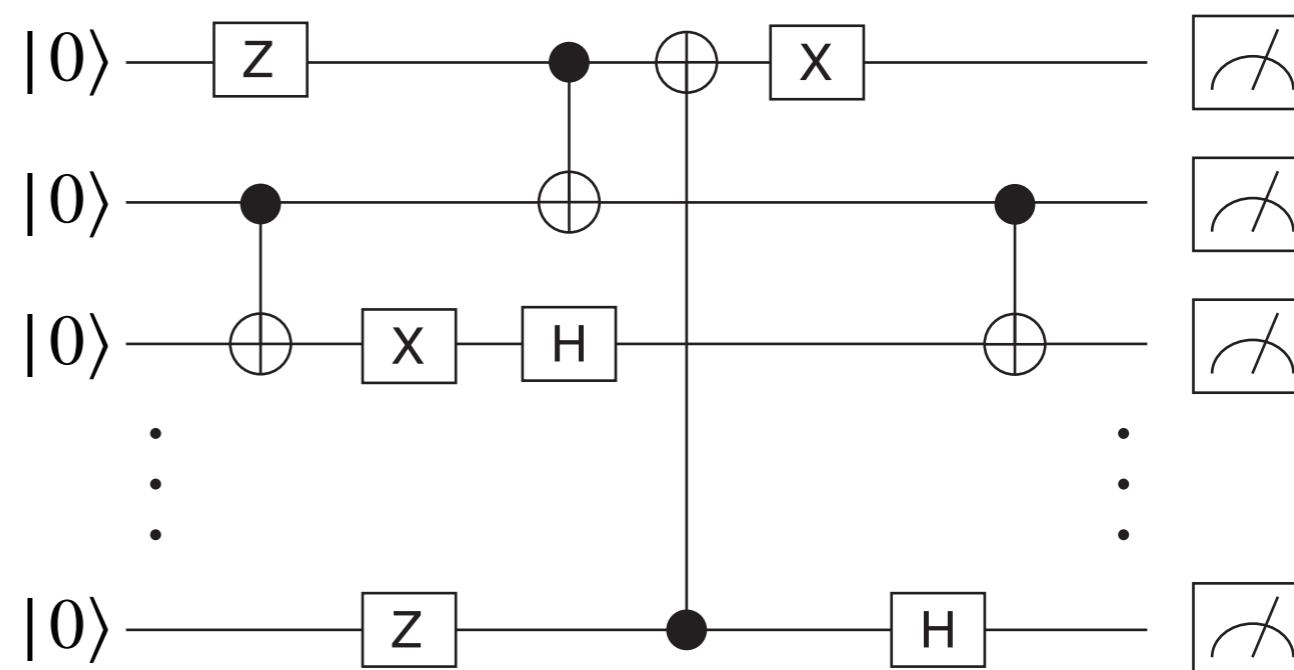 |0⟩ Z X
|0⟩
|0⟩ X H
|0⟩ Z H